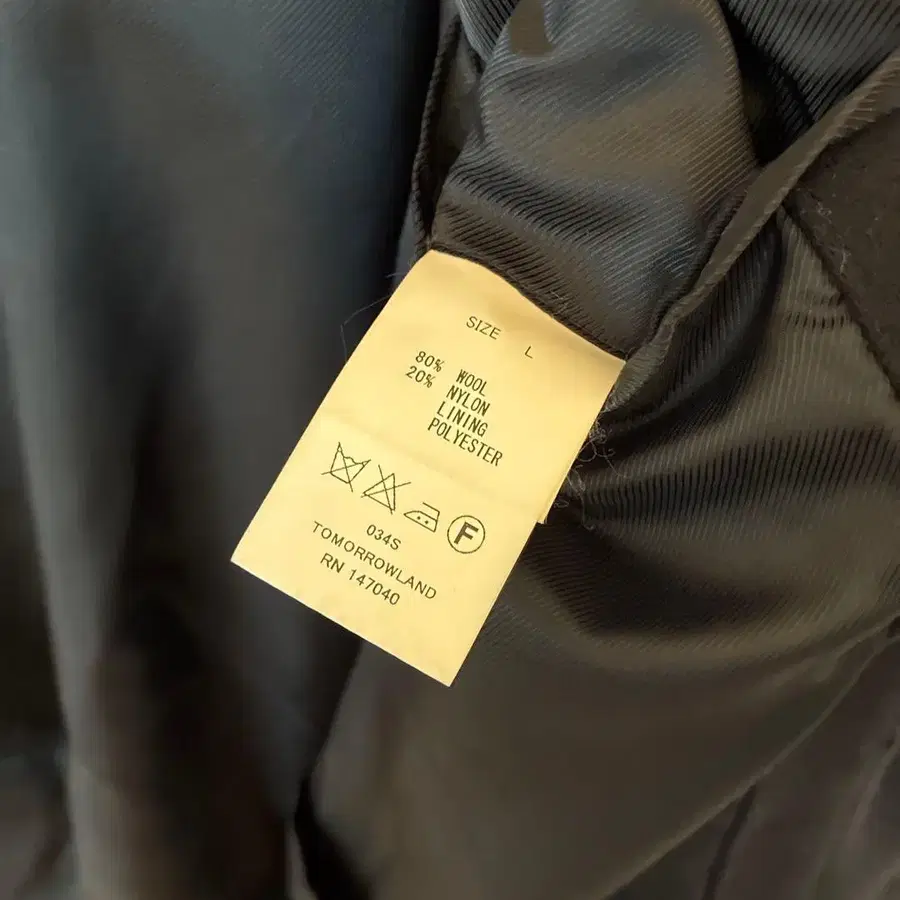 SIZE L
80% WOOL
20% NYLON
LINING
POLYESTER
F
034S
TOMORROWLAND
RN 147040